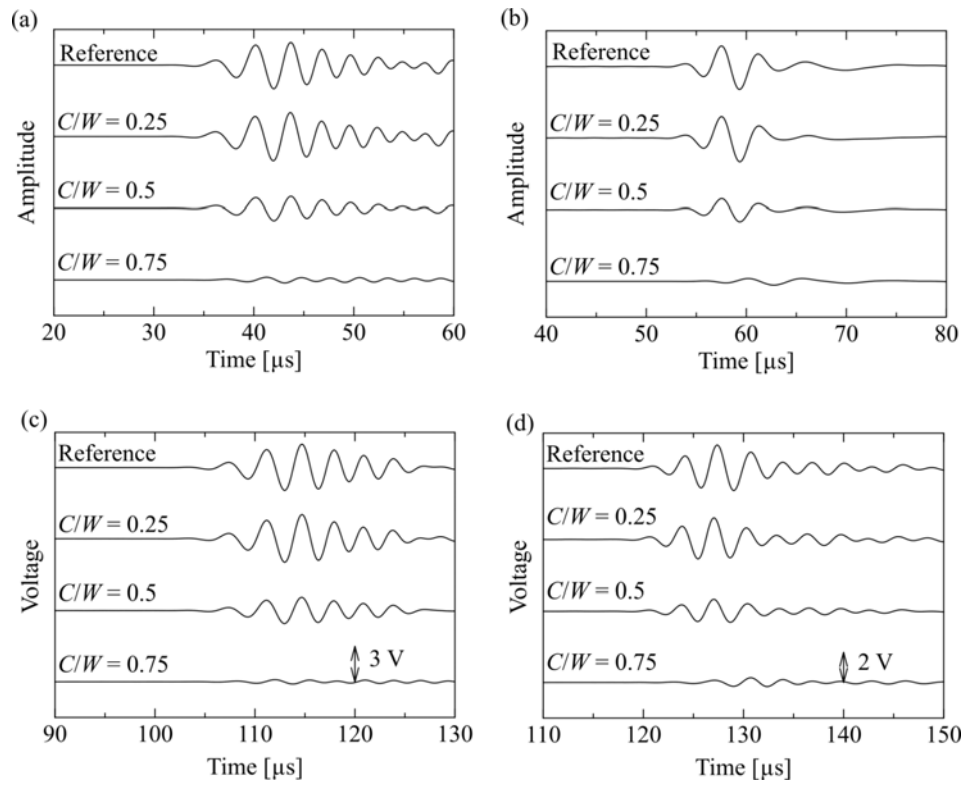 (a)
Reference
C/W = 0.25
C/W = 0.5
C/W = 0.75
Amplitude
20 30 40 50 60
Time [µs]
(b)
Reference
C/W = 0.25
C/W = 0.5
C/W = 0.75
Amplitude
40 50 60 70 80
Time [µs]
(c)
Reference
C/W = 0.25
C/W = 0.5
C/W = 0.75
3 V
Voltage
90 100 110 120 130
Time [µs]
(d)
Reference
C/W = 0.25
C/W = 0.5
C/W = 0.75
2 V
Voltage
110 120 130 140 150
Time [µs]